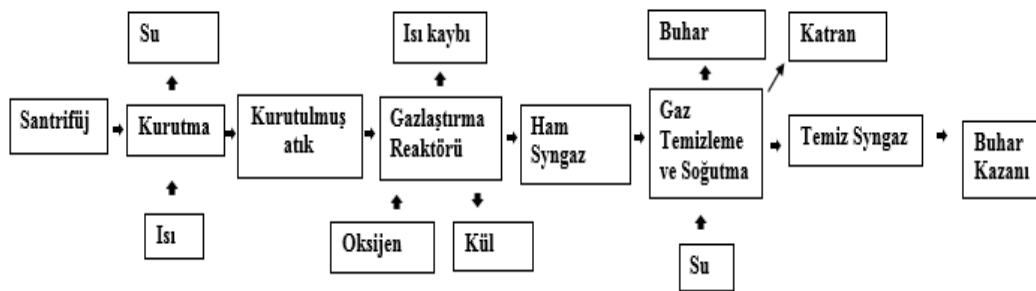 Su
Isı kaybı
Buhar
Katran
Santrifüj
Kurutma
Kurutulmuş
atık
Gazlaştırma
Reaktörü
Ham
Syngaz
Gaz
Temizleme
ve Soğutma
Temiz Syngaz
Buhar
Kazanı
Isı
Oksijen
Kül
Su